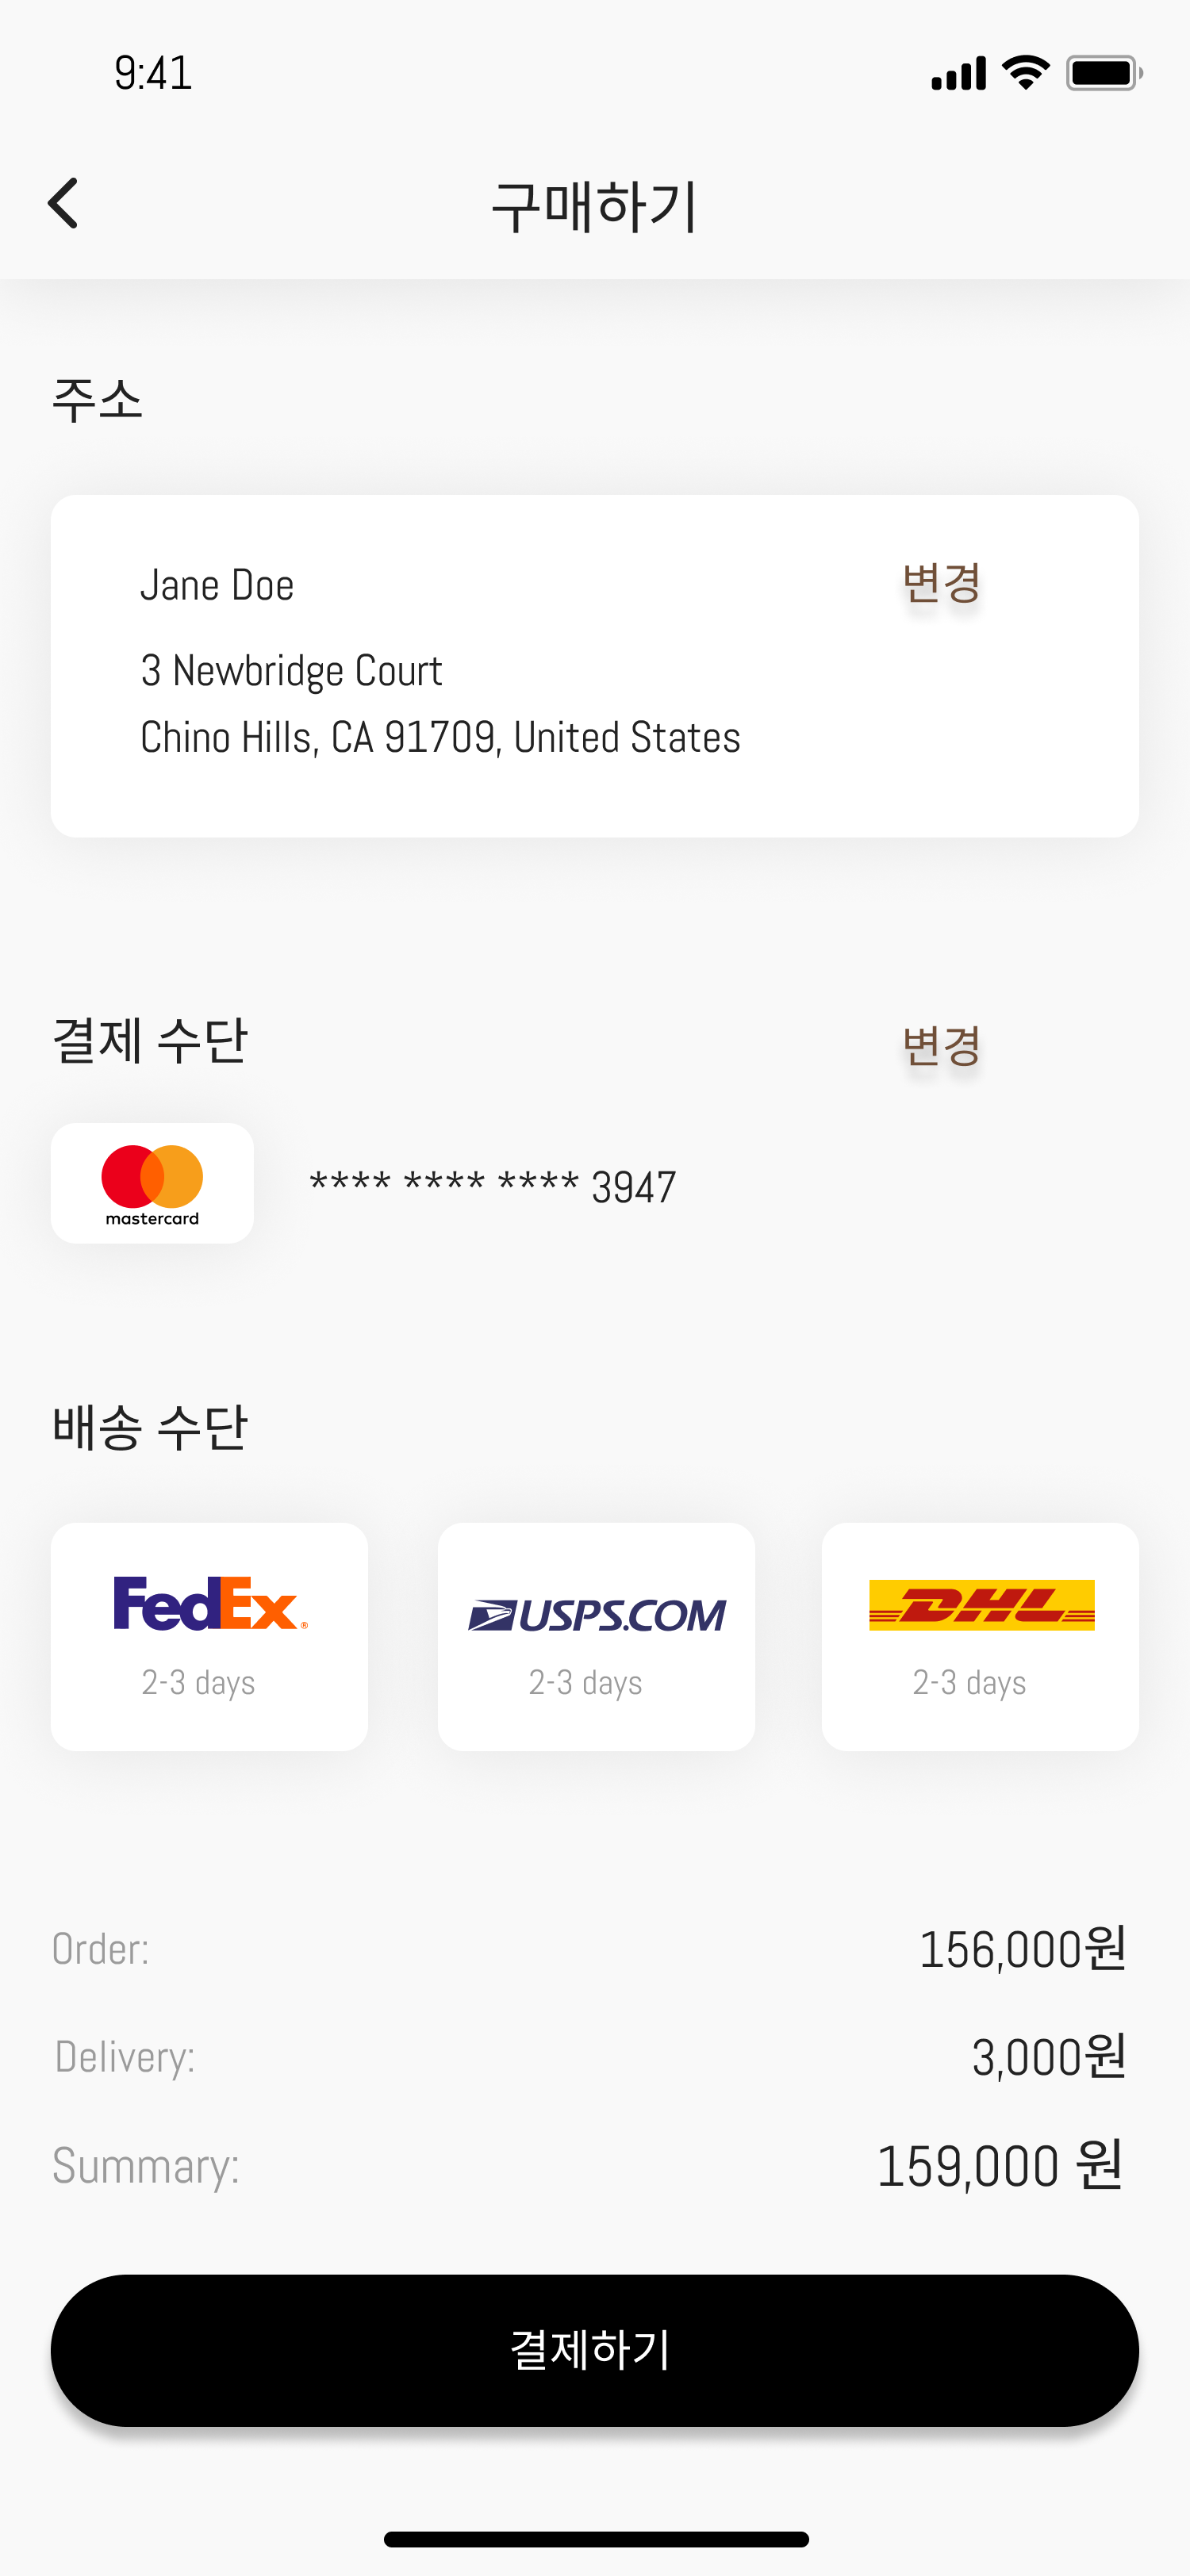 9:41
구매하기
주소
Jane Doe
변경
3 Newbridge Court
Chino Hills, CA 91709, United States
결제 수단
변경
mastercard
**** **** **** 3947
배송 수단
FedEx®
USPS.COM
DHL
2-3 days
2-3 days
2-3 days
Order:
156,000원
Delivery:
3,000원
Summary:
159,000 원
결제하기